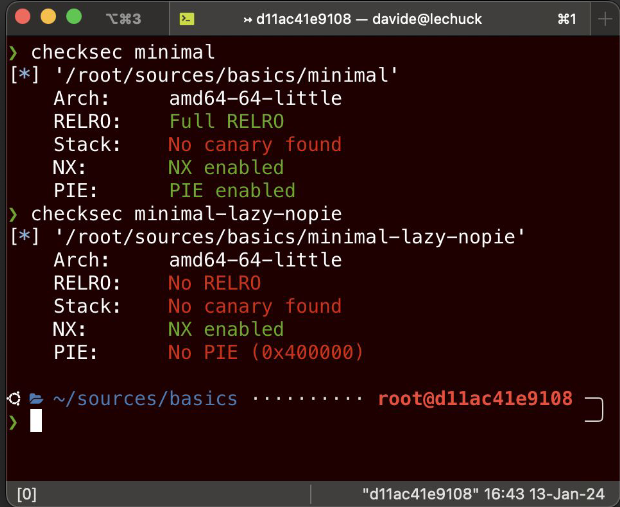 ⌥⌘3
↣ d11ac41e9108 — davide@lechuck ⌘1
❯ checksec minimal
[*] '/root/sources/basics/minimal'
Arch: amd64-64-little
RELRO: Full RELRO
Stack: No canary found
NX: NX enabled
PIE: PIE enabled
❯ checksec minimal-lazy-nopie
[*] '/root/sources/basics/minimal-lazy-nopie'
Arch: amd64-64-little
RELRO: No RELRO
Stack: No canary found
NX: NX enabled
PIE: No PIE (0x400000)
~/sources/basics ·········· root@d11ac41e9108
❯
[0] "d11ac41e9108" 16:43 13-Jan-24